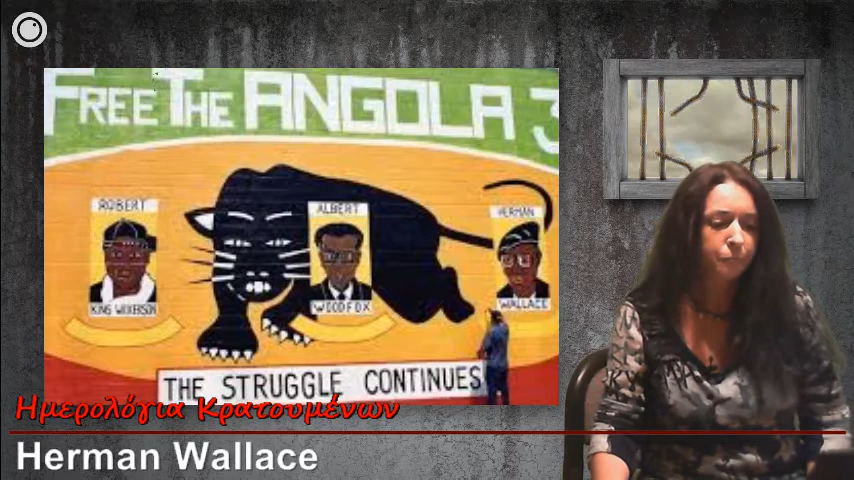 FREE THE ANGOLA 3
ROBERT
KING WILKERSON
ALBERT
WOODFOX
HERMAN
WALLACE
THE STRUGGLE CONTINUES
Ημερολόγια Κρατουμένων
Herman Wallace